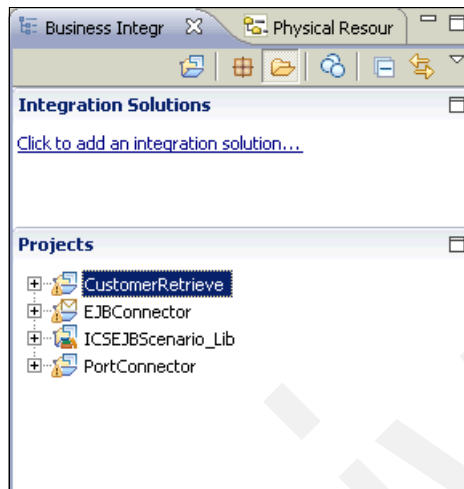 Business Integr Physical Resour
Integration Solutions
Click to add an integration solution...
Projects
CustomerRetrieve
EJBConnector
ICSEJBScenario_Lib
PortConnector